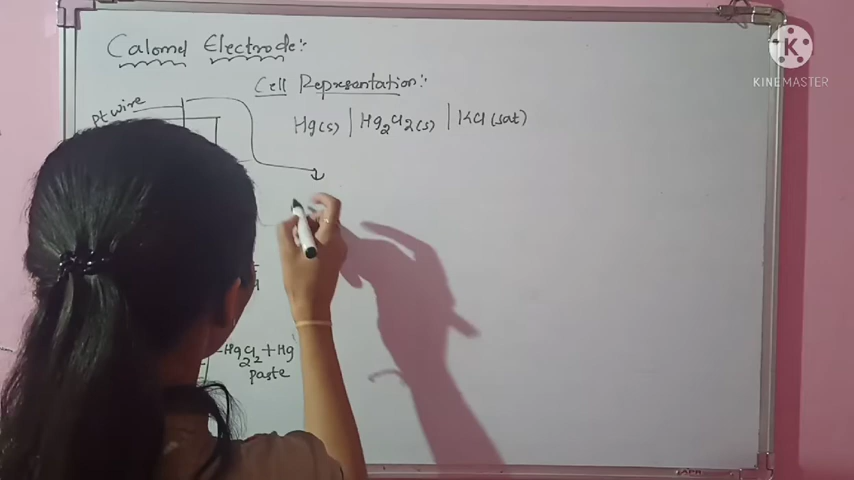 Calomel Electrode:-
Cell Representation:-
Pt wire
Hg(s) | Hg2Cl2(s) | KCl (sat)
Hg2Cl2 + Hg
paste
K
KINEMASTER